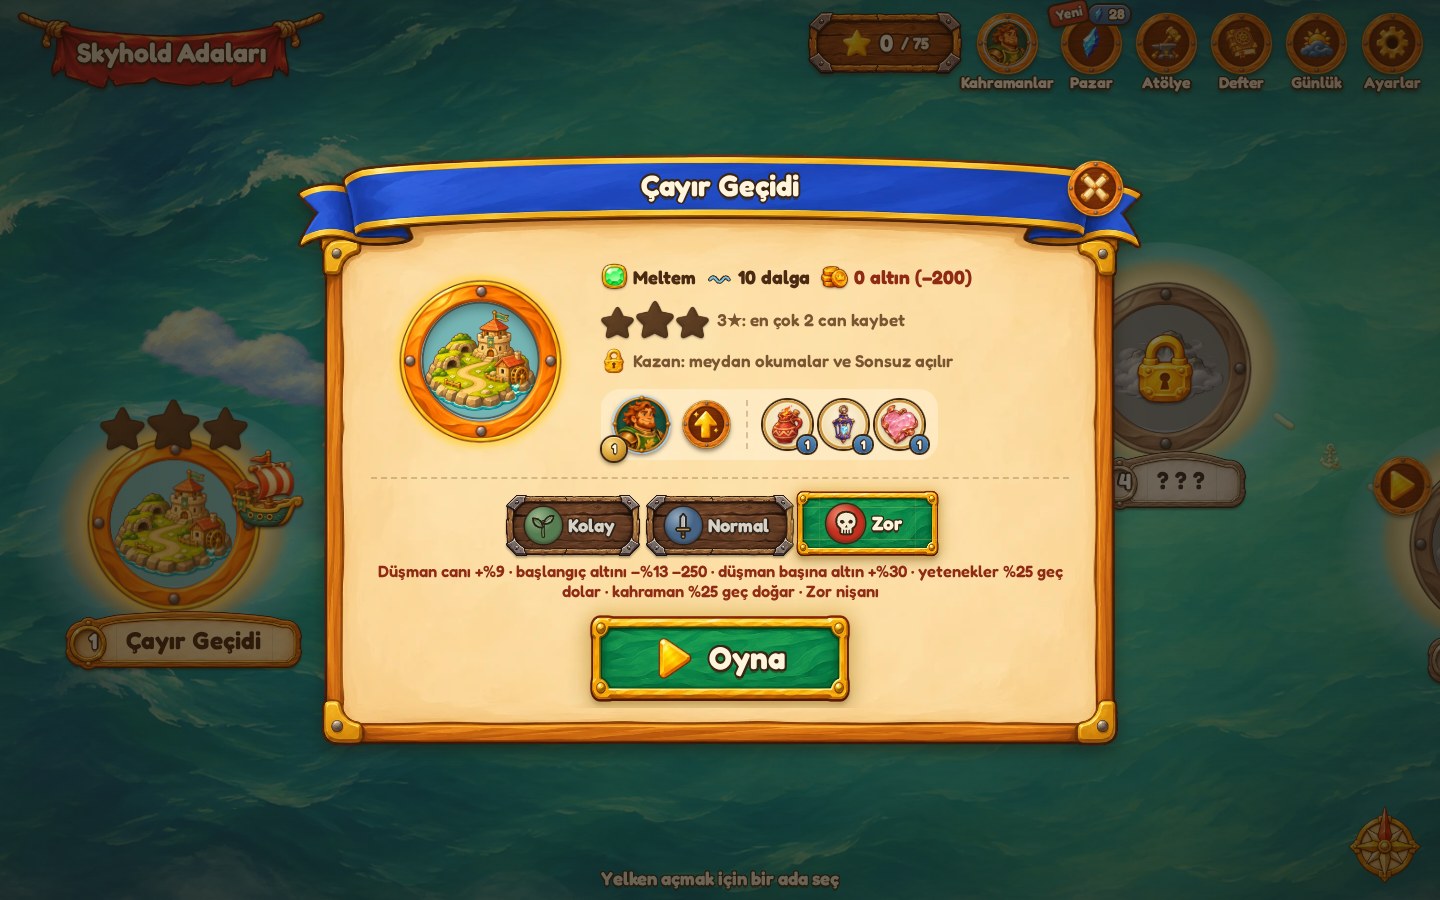 Skyhold Adaları
0 / 75
Yeni
28
Kahramanlar
Pazar
Atölye
Defter
Günlük
Ayarlar
Çayır Geçidi
Meltem 10 dalga 0 altın (−200)
3★: en çok 2 can kaybet
Kazan: meydan okumalar ve Sonsuz açılır
1
1
1
1
4 ???
Kolay
Normal
Zor
Düşman canı +%9 · başlangıç altını −%13 −250 · düşman başına altın +%30 · yetenekler %25 geç
dolar · kahraman %25 geç doğar · Zor nişanı
1 Çayır Geçidi
Oyna
Yelken açmak için bir ada seç